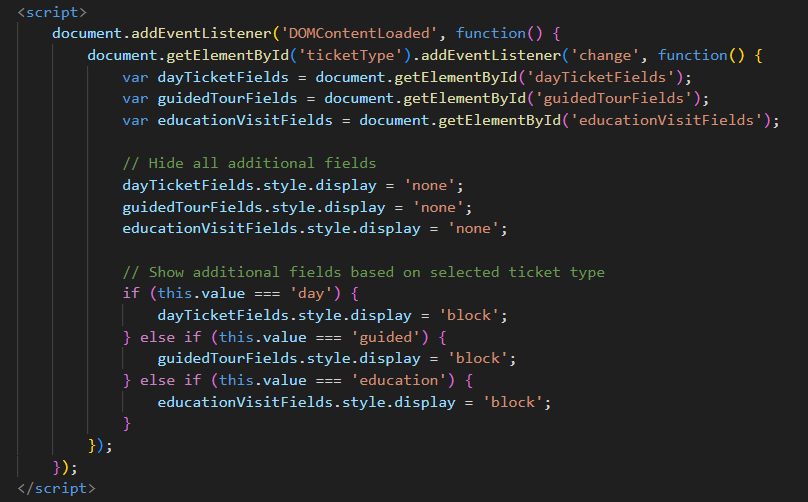 <script>
document.addEventListener('DOMContentLoaded', function() {
document.getElementById('ticketType').addEventListener('change', function() {
var dayTicketFields = document.getElementById('dayTicketFields');
var guidedTourFields = document.getElementById('guidedTourFields');
var educationVisitFields = document.getElementById('educationVisitFields');
// Hide all additional fields
dayTicketFields.style.display = 'none';
guidedTourFields.style.display = 'none';
educationVisitFields.style.display = 'none';
// Show additional fields based on selected ticket type
if (this.value === 'day') {
dayTicketFields.style.display = 'block';
} else if (this.value === 'guided') {
guidedTourFields.style.display = 'block';
} else if (this.value === 'education') {
educationVisitFields.style.display = 'block';
}
});
});
</script>